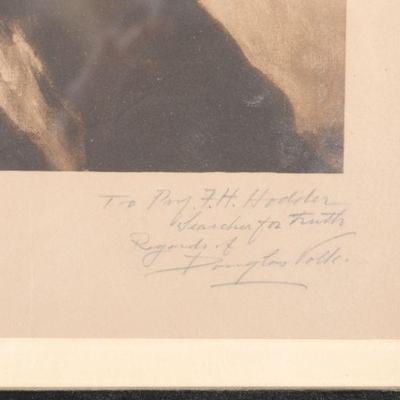 To Prof. F.H. Hodder
Searcher for truth
Regards of
Douglas Volk.